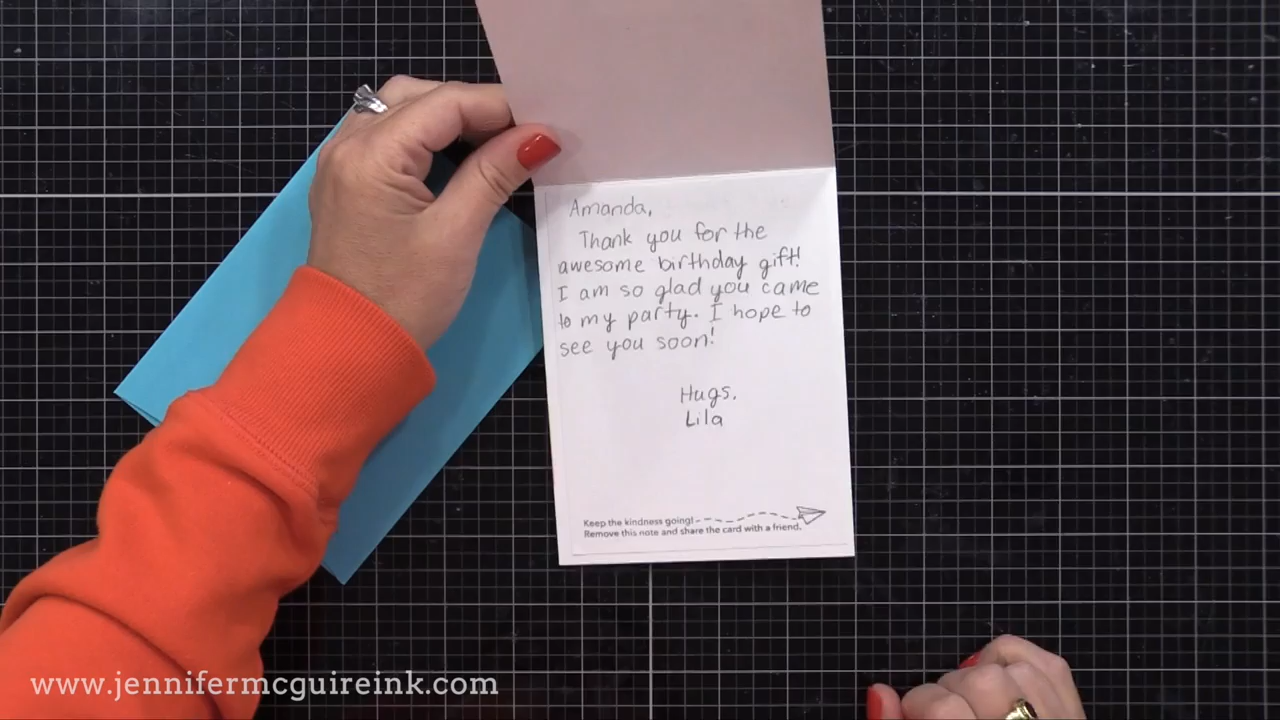 Amanda,
Thank you for the
awesome birthday gift!
I am so glad you came
to my party. I hope to
see you soon!
Hugs,
Lila
Keep the kindness going!
Remove this note and share the card with a friend.
www.jennifermcguireink.com